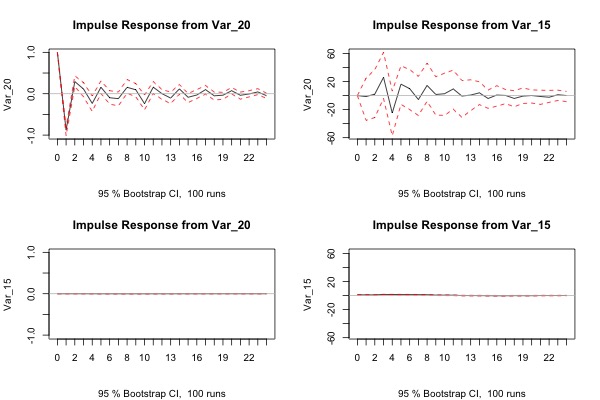 Impulse Response from Var_20
Impulse Response from Var_15
Var_20
1.0
0.0
-1.0
0 2 4 6 8 10 13 16 19 22
Var_20
60
20
-20
-60
0 2 4 6 8 10 13 16 19 22
95 % Bootstrap CI, 100 runs
95 % Bootstrap CI, 100 runs
Impulse Response from Var_20
Impulse Response from Var_15
Var_15
1.0
0.0
-1.0
0 2 4 6 8 10 13 16 19 22
Var_15
60
20
-20
-60
0 2 4 6 8 10 13 16 19 22
95 % Bootstrap CI, 100 runs
95 % Bootstrap CI, 100 runs